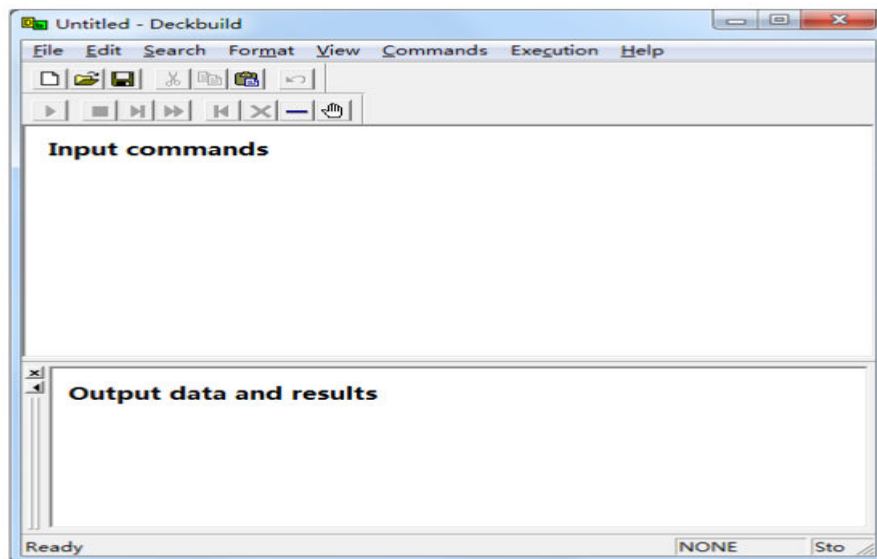 Untitled - Deckbuild
File Edit Search Format View Commands Execution Help
Input commands
Output data and results
Ready NONE Sto